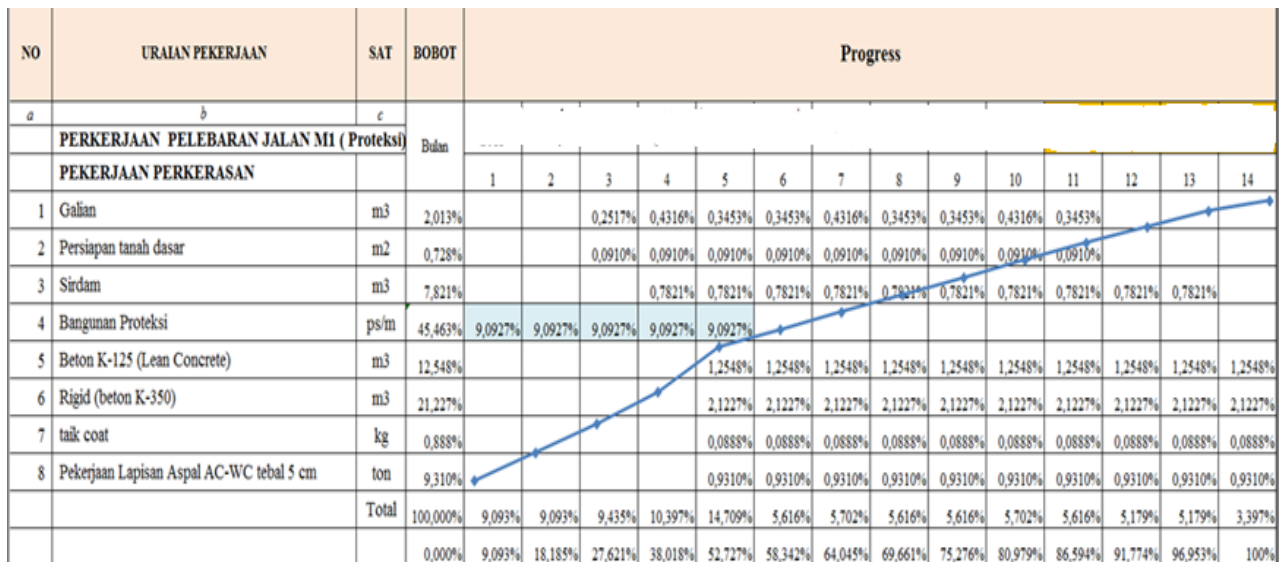 NO URAIAN PEKERJAAN SAT BOBOT Progress
a b c
PERKERJAAN PELEBARAN JALAN M1 ( Proteksi) Bulan
PEKERJAAN PERKERASAN 1 2 3 4 5 6 7 8 9 10 11 12 13 14
1 Galian m3 2,013% 0,2517% 0,4316% 0,3453% 0,3453% 0,4316% 0,3453% 0,3453% 0,4316% 0,3453%
2 Persiapan tanah dasar m2 0,728% 0,0910% 0,0910% 0,0910% 0,0910% 0,0910% 0,0910% 0,0910% 0,0910% 0,0910%
3 Sirdam m3 7,821% 0,7821% 0,7821% 0,7821% 0,7821% 0,7821% 0,7821% 0,7821% 0,7821% 0,7821% 0,7821%
4 Bangunan Proteksi ps/m 45,463% 9,0927% 9,0927% 9,0927% 9,0927% 9,0927%
5 Beton K-125 (Lean Concrete) m3 12,548% 1,2548% 1,2548% 1,2548% 1,2548% 1,2548% 1,2548% 1,2548% 1,2548% 1,2548% 1,2548%
6 Rigid (beton K-350) m3 21,227% 2,1227% 2,1227% 2,1227% 2,1227% 2,1227% 2,1227% 2,1227% 2,1227% 2,1227% 2,1227%
7 taik coat kg 0,888% 0,0888% 0,0888% 0,0888% 0,0888% 0,0888% 0,0888% 0,0888% 0,0888% 0,0888% 0,0888%
8 Pekerjaan Lapisan Aspal AC-WC tebal 5 cm ton 9,310% 0,9310% 0,9310% 0,9310% 0,9310% 0,9310% 0,9310% 0,9310% 0,9310% 0,9310% 0,9310%
Total 100,000% 9,093% 9,093% 9,435% 10,397% 14,709% 5,616% 5,702% 5,616% 5,616% 5,702% 5,616% 5,179% 5,179% 3,397%
0,000% 9,093% 18,185% 27,621% 38,018% 52,727% 58,342% 64,045% 69,661% 75,276% 80,979% 86,594% 91,774% 96,953% 100%